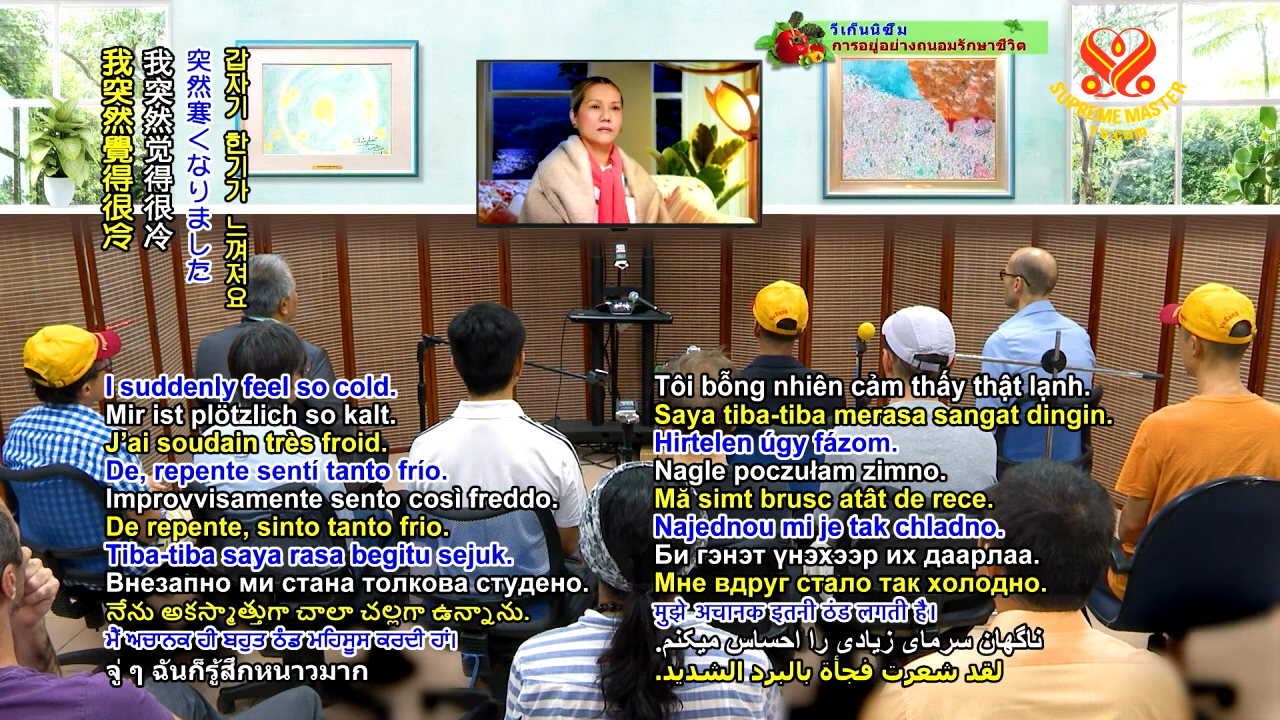 วีแก็นนิซึม
การอยู่อย่างถนอมรักษาชีวิต
SUPREME MASTER
TV.com
我突然覺得很冷
我突然觉得很冷
突然寒くなりました
갑자기 한기가 느껴져요
I suddenly feel so cold.
Mir ist plötzlich so kalt.
J'ai soudain très froid.
De, repente sentí tanto frío.
Improvvisamente sento così freddo.
De repente, sinto tanto frio.
Tiba-tiba saya rasa begitu sejuk.
Внезапно ми стана толкова студено.
నేను అకస్మాత్తుగా చాలా చల్లగా ఉన్నాను.
ਮੈਂ ਅਚਾਨਕ ਹੀ ਬਹੁਤ ਠੰਡ ਮਹਿਸੂਸ ਕਰਦੀ ਹਾਂ।
จู่ ๆ ฉันก็รู้สึกหนาวมาก
Tôi bỗng nhiên cảm thấy thật lạnh.
Saya tiba-tiba merasa sangat dingin.
Hirtelen úgy fázom.
Nagle poczułam zimno.
Mă simt brusc atât de rece.
Najednou mi je tak chladno.
Би гэнэт үнэхээр их даарлаа.
Мне вдруг стало так холодно.
मुझे अचानक इतनी ठंड लगती है।
ناگهان سرمای زیادی را احساس میکنم.
لقد شعرت فجأة بالبرد الشديد.